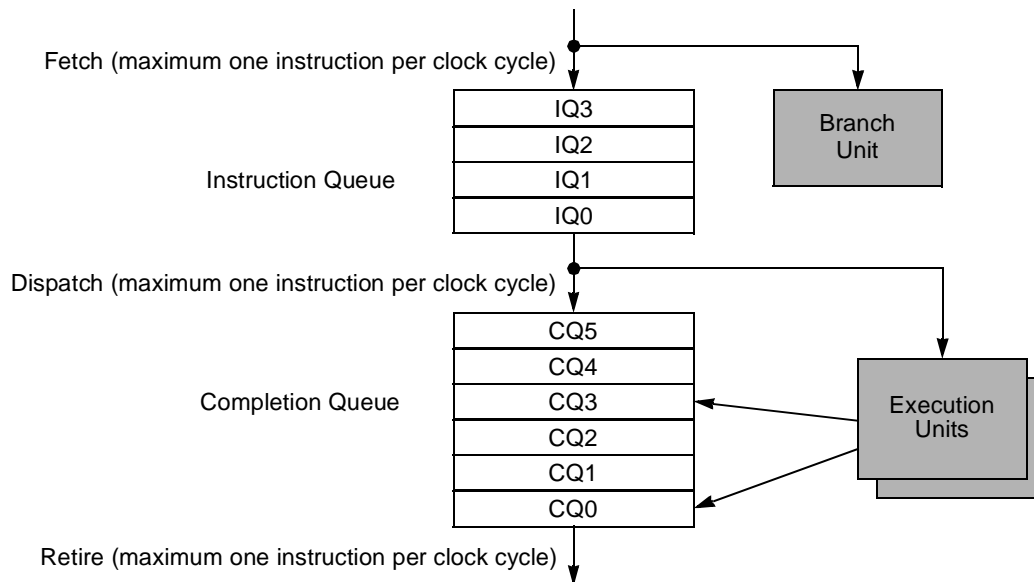 Fetch (maximum one instruction per clock cycle)
IQ3
IQ2
IQ1
IQ0
Instruction Queue
Branch
Unit
Dispatch (maximum one instruction per clock cycle)
CQ5
CQ4
CQ3
CQ2
CQ1
CQ0
Completion Queue
Execution
Units
Retire (maximum one instruction per clock cycle)